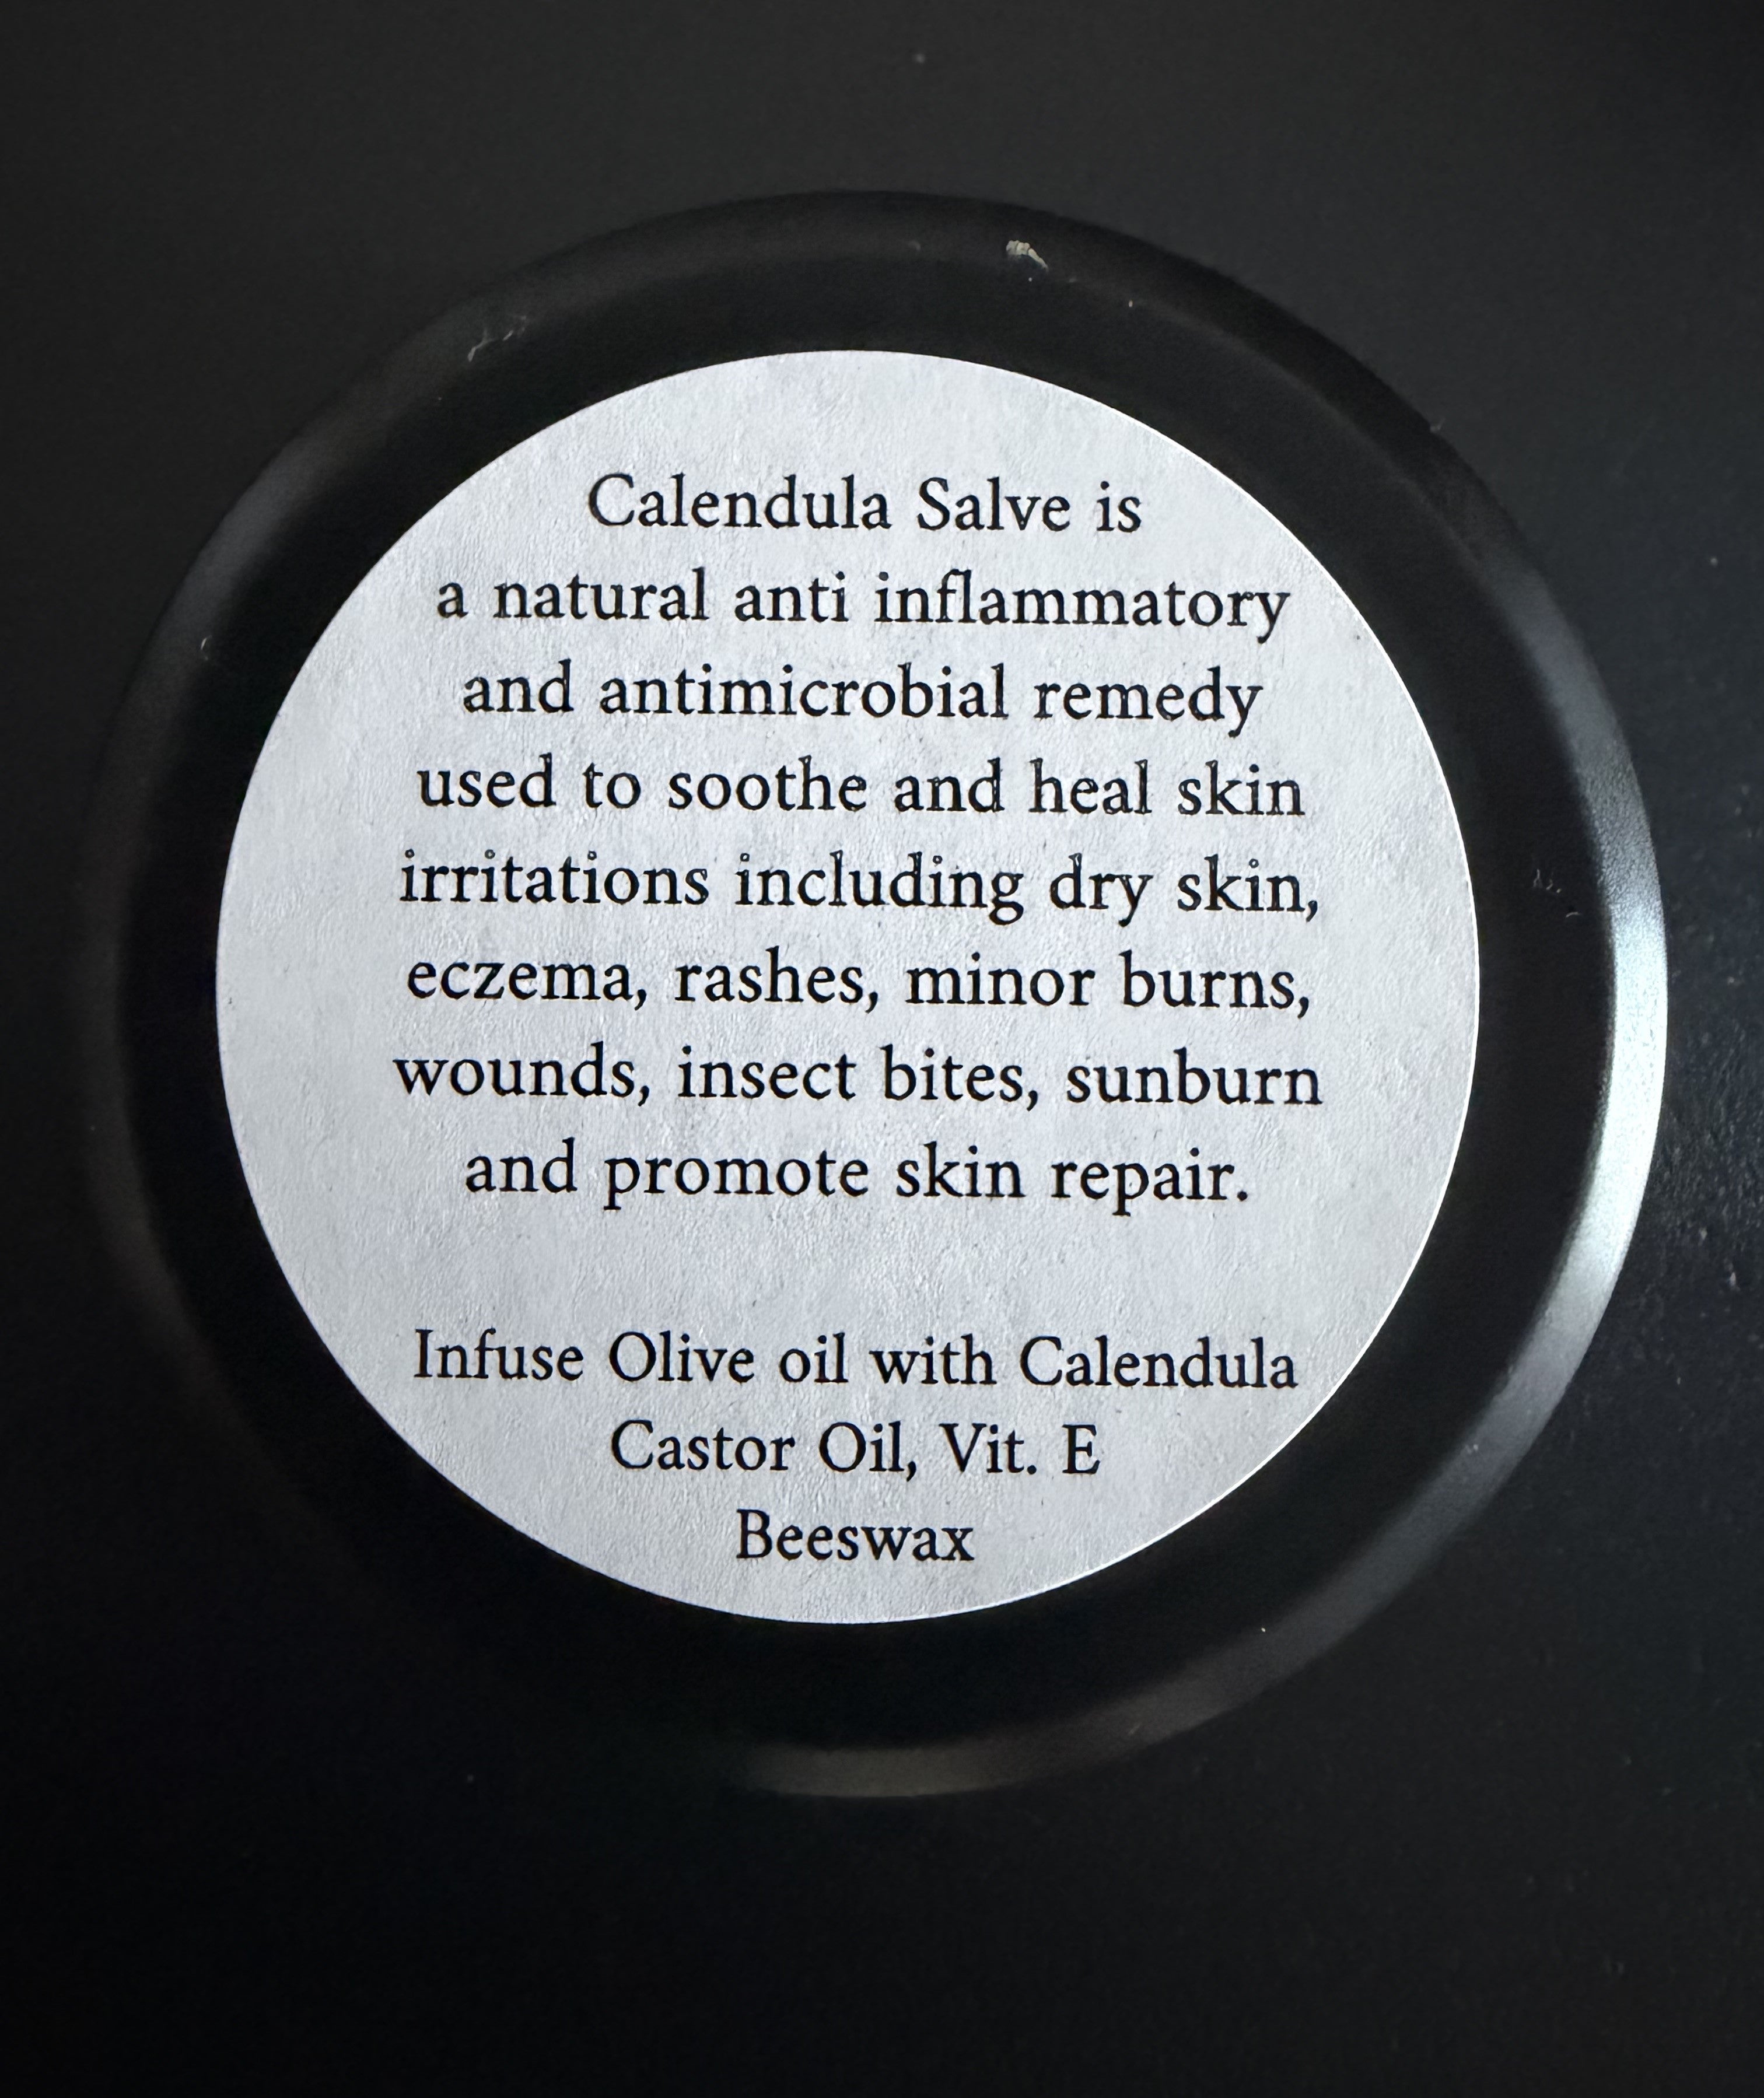 Calendula Salve is
a natural anti inflammatory
and antimicrobial remedy
used to soothe and heal skin
irritations including dry skin,
eczema, rashes, minor burns,
wounds, insect bites, sunburn
and promote skin repair.
Infuse Olive oil with Calendula
Castor Oil, Vit. E
Beeswax